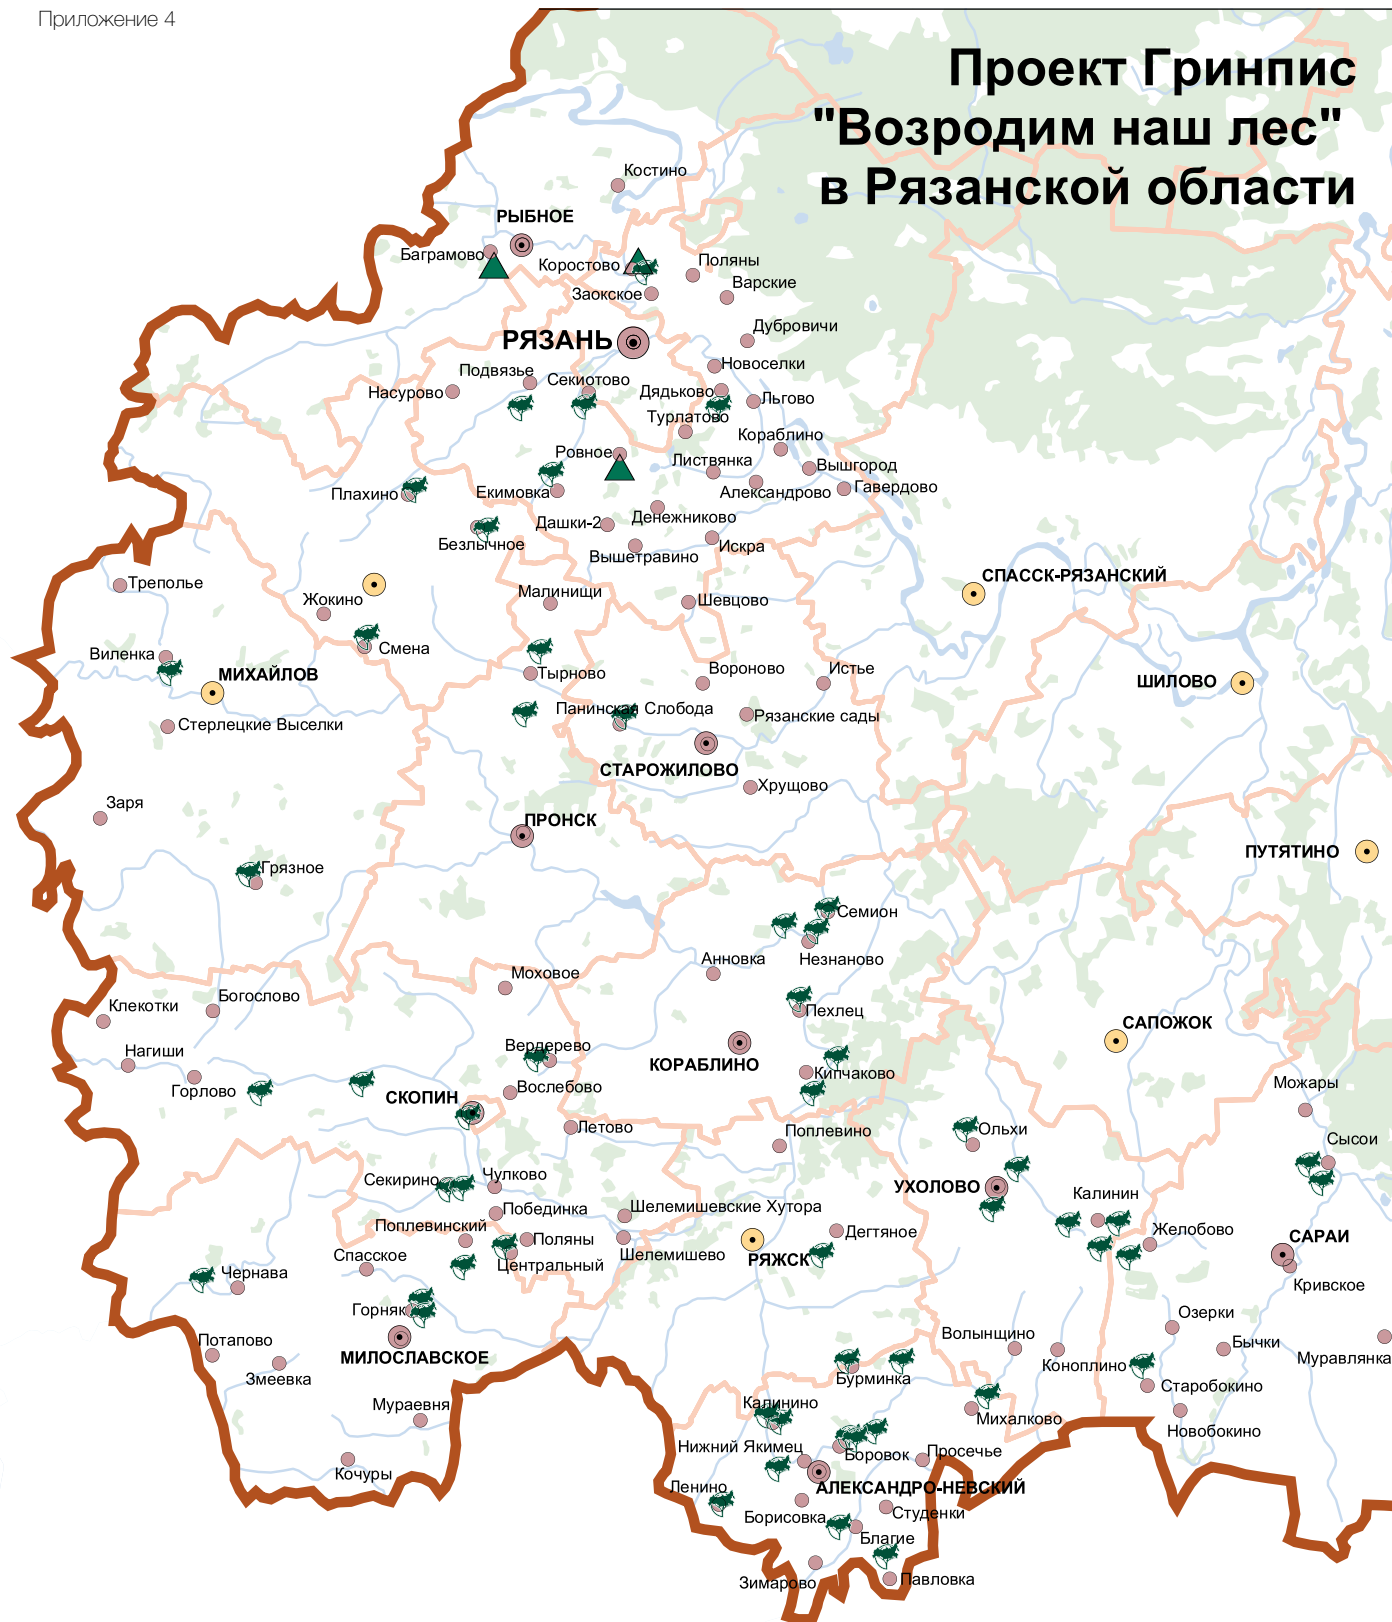 Приложение 4
Проект Гринпис
"Возродим наш лес"
в Рязанской области
Костино
РЫБНОЕ
Баграмово
Коростово
Поляны
Заокское
Варские
Дубровичи
РЯЗАНЬ
Новоселки
Подвязье
Секиотово
Насурово
Дядьково
Льгово
Турлатово
Кораблино
Ровное
Листвянка
Вышгород
Плахино
Екимовка
Александрово
Гавердово
Дашки-2
Денежниково
Безлычное
Вышетравино
Искра
Треполье
СПАССК-РЯЗАНСКИЙ
Жокино
Малинищи
Шевцово
Виленка
Смена
МИХАЙЛОВ
Тырново
Вороново
Истье
ШИЛОВО
Стерлецкие Выселки
Панинская Слобода
Рязанские сады
СТАРОЖИЛОВО
Хрущово
Заря
ПРОНСК
ПУТЯТИНО
Грязное
Семион
Незнаново
Анновка
Моховое
Клекотки
Богослово
Пехлец
САПОЖОК
Нагиши
Вердерево
КОРАБЛИНО
Горлово
Кипчаково
Можары
СКОПИН
Вослебово
Летово
Поплевино
Ольхи
Сысои
Секирино
Чулково
УХОЛОВО
Калинин
Побединка
Шелемишевские Хутора
Поплевинский
Поляны
Дегтяное
Желобово
САРАИ
Спасское
Центральный
Шелемишево
РЯЖСК
Чернава
Кривское
Горняк
Озерки
Потапово
Волынщино
Бычки
МИЛОСЛАВСКОЕ
Коноплино
Муравлянка
Змеевка
Бурминка
Старобокино
Мураевня
Калинино
Михалково
Новобокино
Нижний Якимец
Боровок
Просечье
Кочуры
Ленино
АЛЕКСАНДРО-НЕВСКИЙ
Борисовка
Студенки
Благие
Зимарово
Павловка